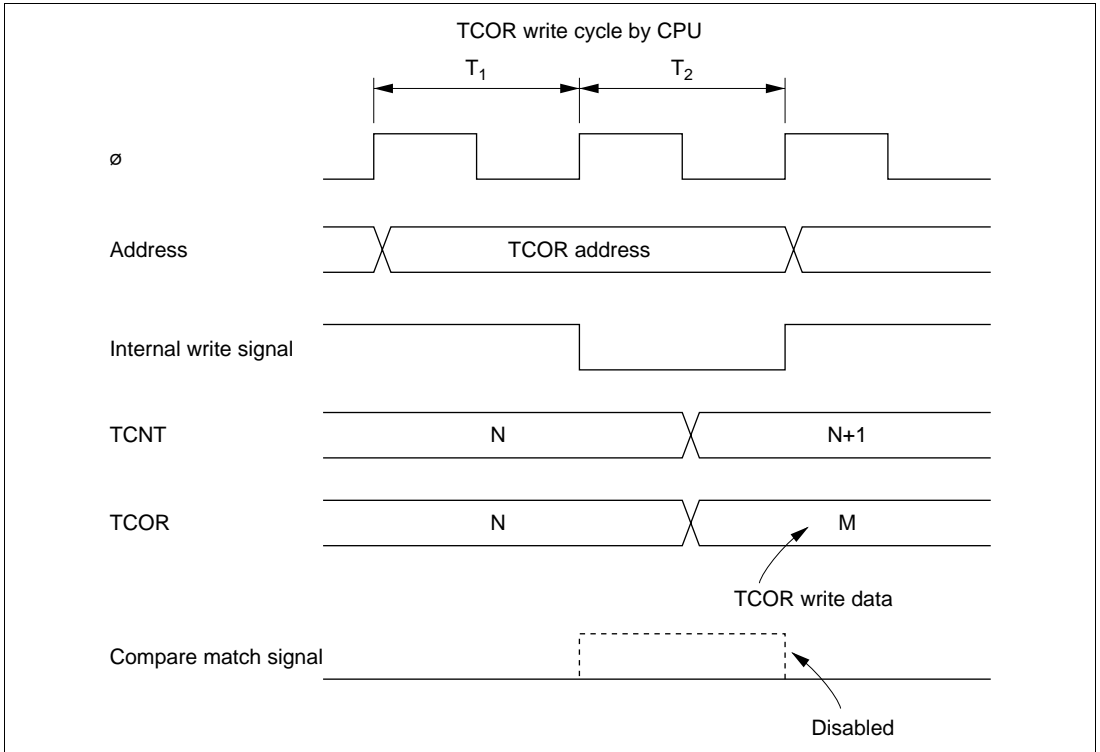 TCOR write cycle by CPU
T1 T2
ø
Address TCOR address
Internal write signal
TCNT N N+1
TCOR N M
TCOR write data
Compare match signal
Disabled